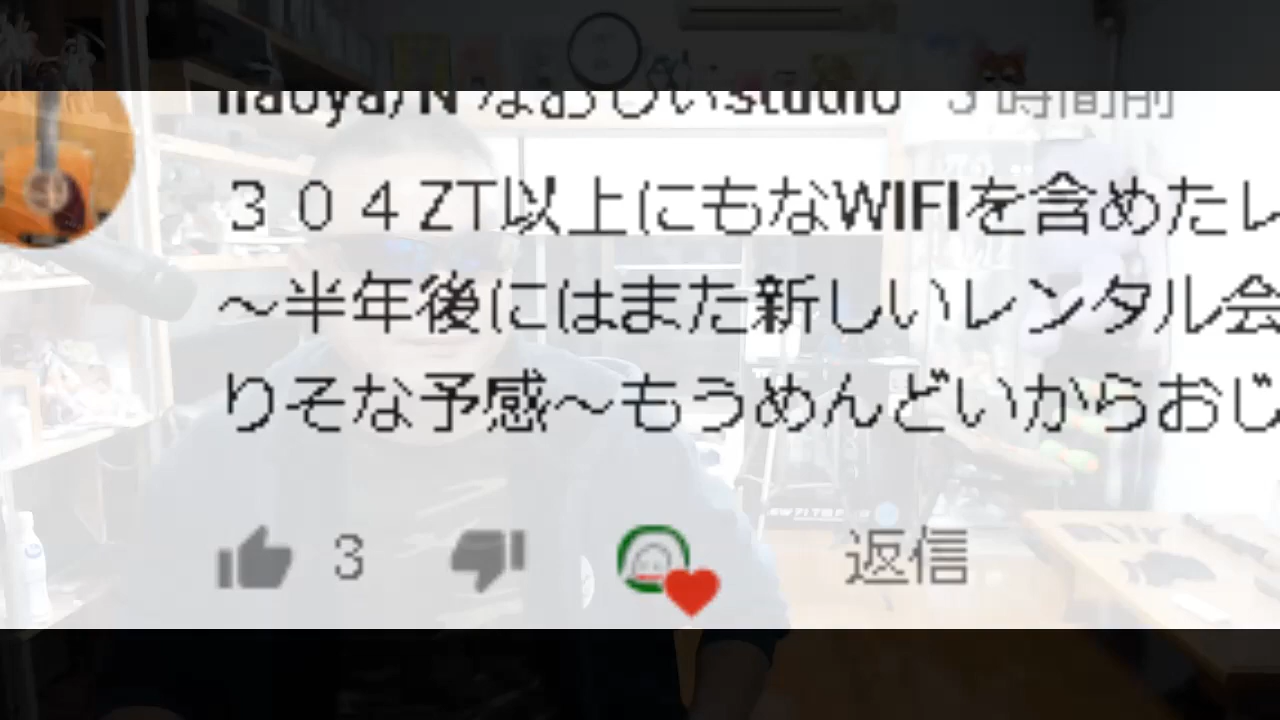 naoya/N なおじいstudio 3 時間前
304ZT以上にもなWIFIを含めたレ
～半年後にはまた新しいレンタル会
りそな予感～もうめんどいからおじ
3
返信